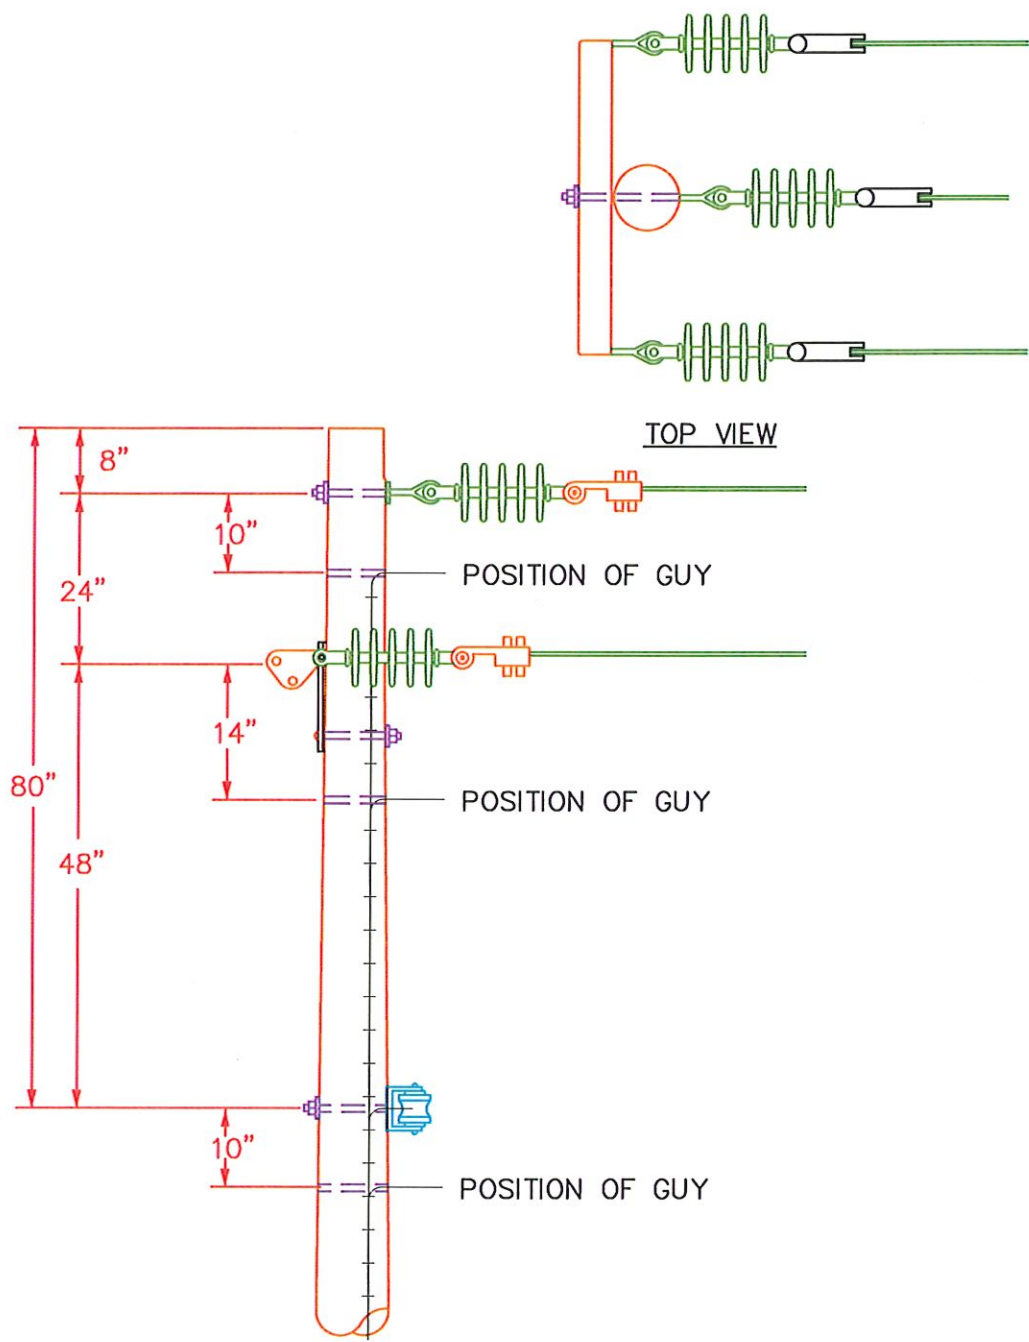 TOP VIEW
8”
10”
24”
POSITION OF GUY
14”
80”
POSITION OF GUY
48”
10”
POSITION OF GUY